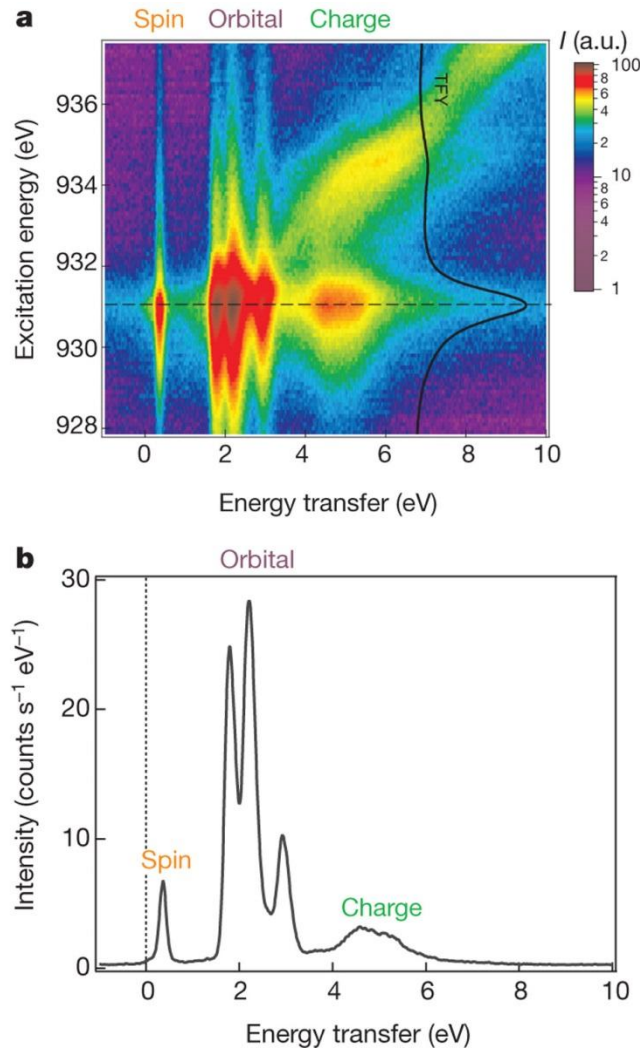 a
Spin Orbital Charge
I (a.u.)
TFY
936
934
932
930
928
Excitation energy (eV)
0 2 4 6 8 10
Energy transfer (eV)
100
8
6
4
2
10
8
6
4
2
1
b
Orbital
30
20
10
0
Intensity (counts s⁻¹ eV⁻¹)
Spin
Charge
0 2 4 6 8 10
Energy transfer (eV)